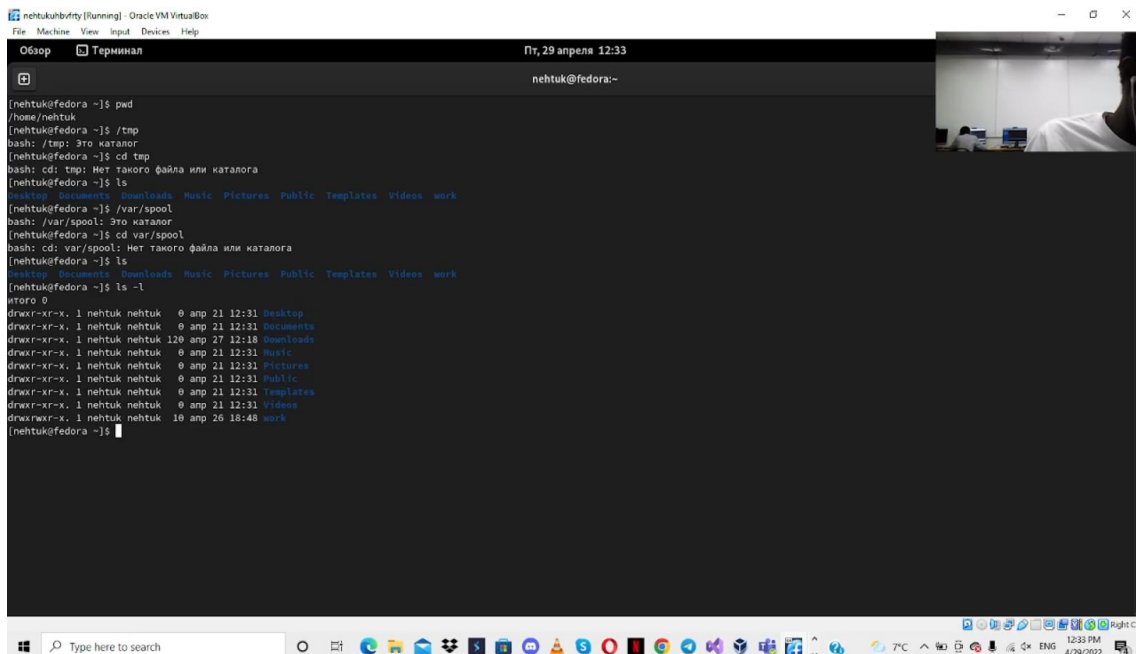 nehtukuhbvfrty [Running] - Oracle VM VirtualBox
File Machine View Input Devices Help
Обзор Терминал Пт, 29 апреля 12:33
nehtuk@fedora:~
[nehtuk@fedora ~]$ pwd
/home/nehtuk
[nehtuk@fedora ~]$ /tmp
bash: /tmp: Это каталог
[nehtuk@fedora ~]$ cd tmp
bash: cd: tmp: Нет такого файла или каталога
[nehtuk@fedora ~]$ ls
Desktop Documents Downloads Music Pictures Public Templates Videos work
[nehtuk@fedora ~]$ /var/spool
bash: /var/spool: Это каталог
[nehtuk@fedora ~]$ cd var/spool
bash: cd: var/spool: Нет такого файла или каталога
[nehtuk@fedora ~]$ ls
Desktop Documents Downloads Music Pictures Public Templates Videos work
[nehtuk@fedora ~]$ ls -l
итого 0
drwxr-xr-x. 1 nehtuk nehtuk 0 апр 21 12:31 Desktop
drwxr-xr-x. 1 nehtuk nehtuk 0 апр 21 12:31 Documents
drwxr-xr-x. 1 nehtuk nehtuk 120 апр 27 12:18 Downloads
drwxr-xr-x. 1 nehtuk nehtuk 0 апр 21 12:31 Music
drwxr-xr-x. 1 nehtuk nehtuk 0 апр 21 12:31 Pictures
drwxr-xr-x. 1 nehtuk nehtuk 0 апр 21 12:31 Public
drwxr-xr-x. 1 nehtuk nehtuk 0 апр 21 12:31 Templates
drwxr-xr-x. 1 nehtuk nehtuk 0 апр 21 12:31 Videos
drwxrwxr-x. 1 nehtuk nehtuk 10 апр 26 18:48 work
[nehtuk@fedora ~]$
Right C
Type here to search 7°C ENG 12:33 PM
4/29/2022